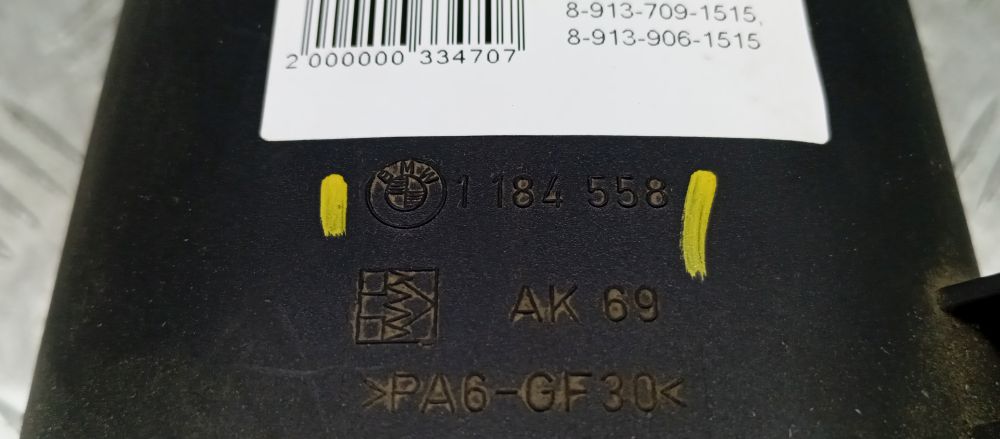 8-913-709-1515,
8-913-906-1515
2 000000 334707
BMW 1 184 558
AK 69
>PA6-GF30<